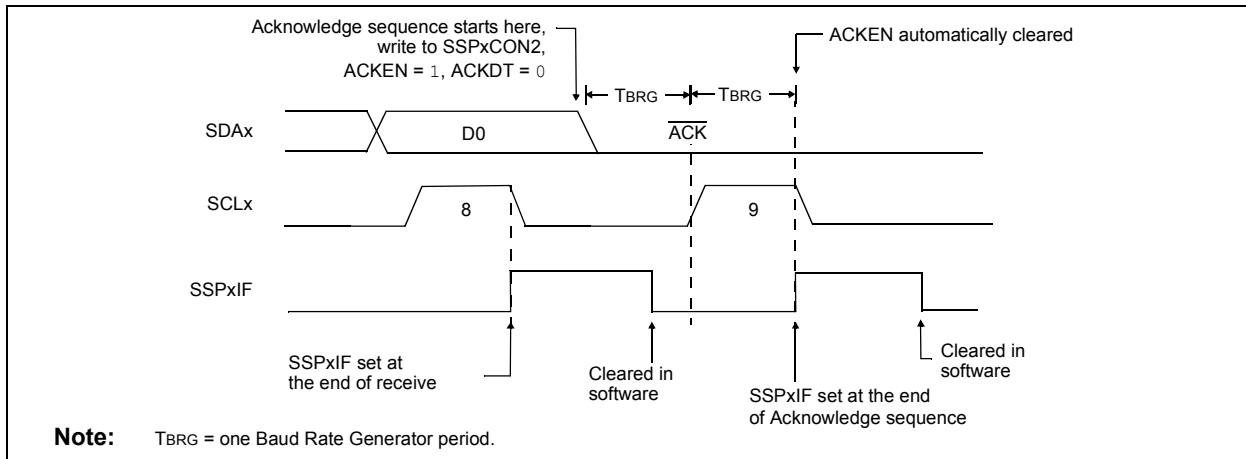 Acknowledge sequence starts here,
write to SSPxCON2,
ACKEN = 1, ACKDT = 0
ACKEN automatically cleared
TBRG
TBRG
SDAx
D0
ACK
SCLx
8
9
SSPxIF
SSPxIF set at
the end of receive
Cleared in
software
SSPxIF set at the end
of Acknowledge sequence
Cleared in
software
Note: TBRG = one Baud Rate Generator period.